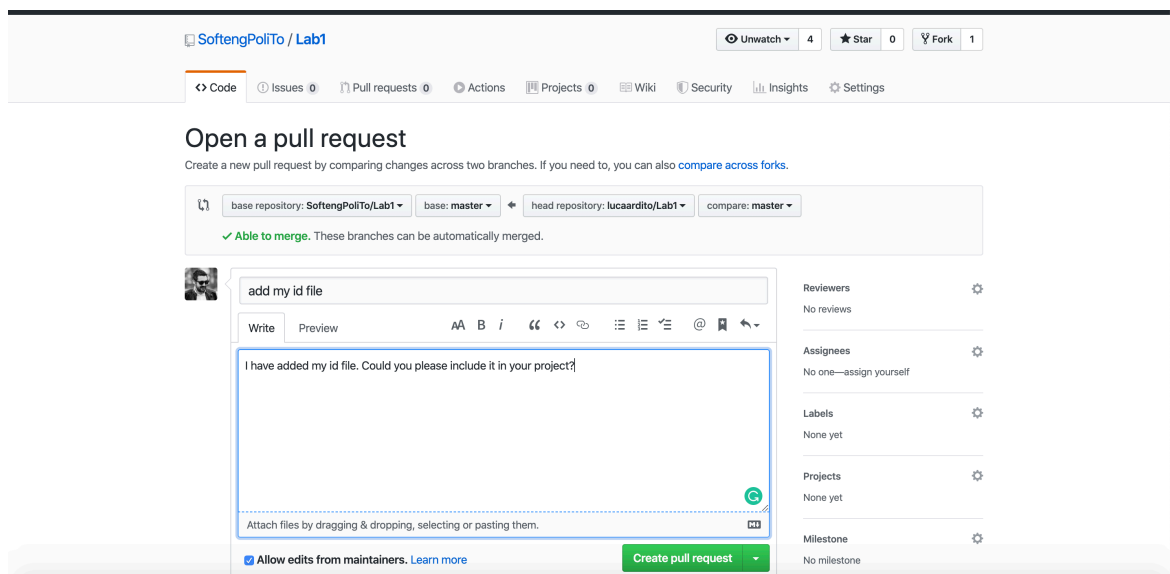 SoftengPoliTo / Lab1
Unwatch 4 Star 0 Fork 1
Code Issues 0 Pull requests 0 Actions Projects 0 Wiki Security Insights Settings
Open a pull request
Create a new pull request by comparing changes across two branches. If you need to, you can also compare across forks.
base repository: SoftengPoliTo/Lab1 base: master head repository: lucaardito/Lab1 compare: master
Able to merge. These branches can be automatically merged.
add my id file
Write Preview AA B i @
I have added my id file. Could you please include it in your project?
Attach files by dragging & dropping, selecting or pasting them.
Allow edits from maintainers. Learn more
Create pull request
Reviewers
No reviews
Assignees
No one—assign yourself
Labels
None yet
Projects
None yet
Milestone
No milestone